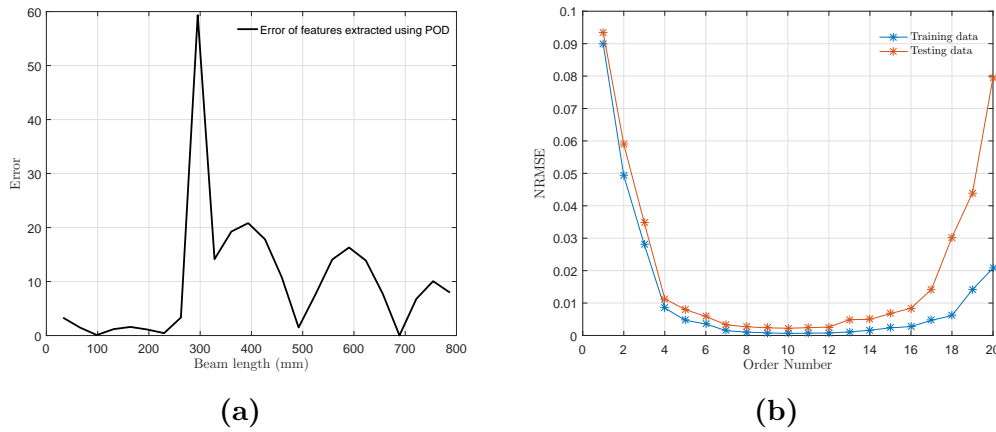 60
50
40
30
20
10
0
Error
Error of features extracted using POD
0 100 200 300 400 500 600 700 800
Beam length (mm)
(a)
0.1
0.09
0.08
0.07
0.06
0.05
0.04
0.03
0.02
0.01
0
NRMSE
Training data
Testing data
0 2 4 6 8 10 12 14 16 18 20
Order Number
(b)